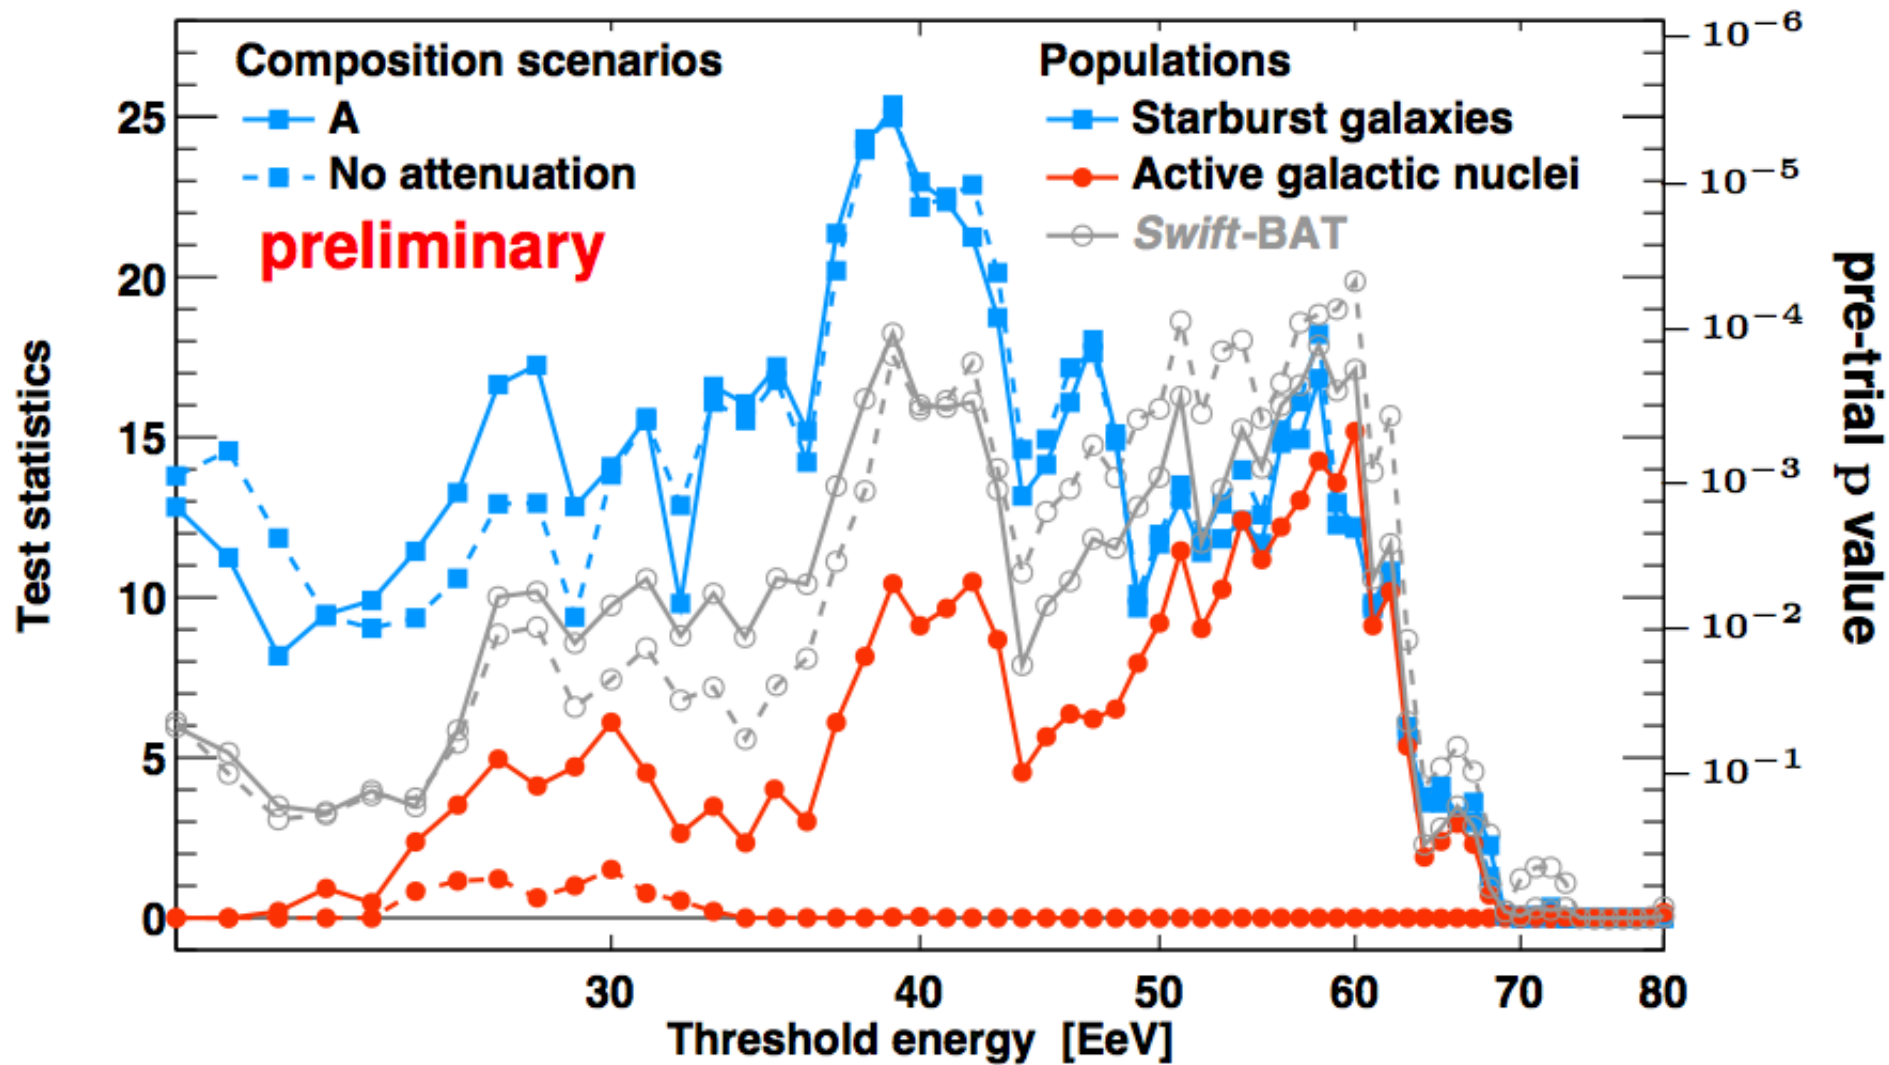 Composition scenarios
A
No attenuation
preliminary
Populations
Starburst galaxies
Active galactic nuclei
Swift-BAT
Test statistics
25
20
15
10
5
0
30
40
50
60
70
80
Threshold energy [EeV]
10⁻⁶
10⁻⁵
10⁻⁴
10⁻³
10⁻²
10⁻¹
pre-trial p value